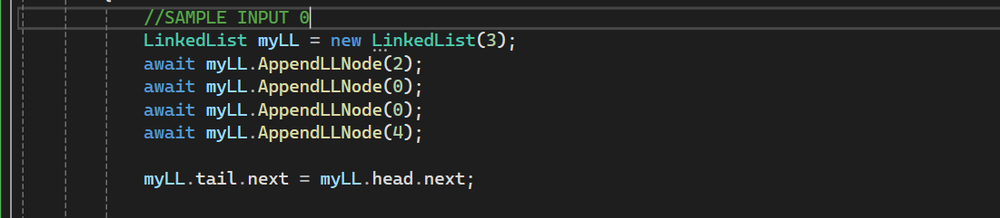 //SAMPLE INPUT 0
LinkedList myLL = new LinkedList(3);
await myLL.AppendLLNode(2);
await myLL.AppendLLNode(0);
await myLL.AppendLLNode(0);
await myLL.AppendLLNode(4);
myLL.tail.next = myLL.head.next;